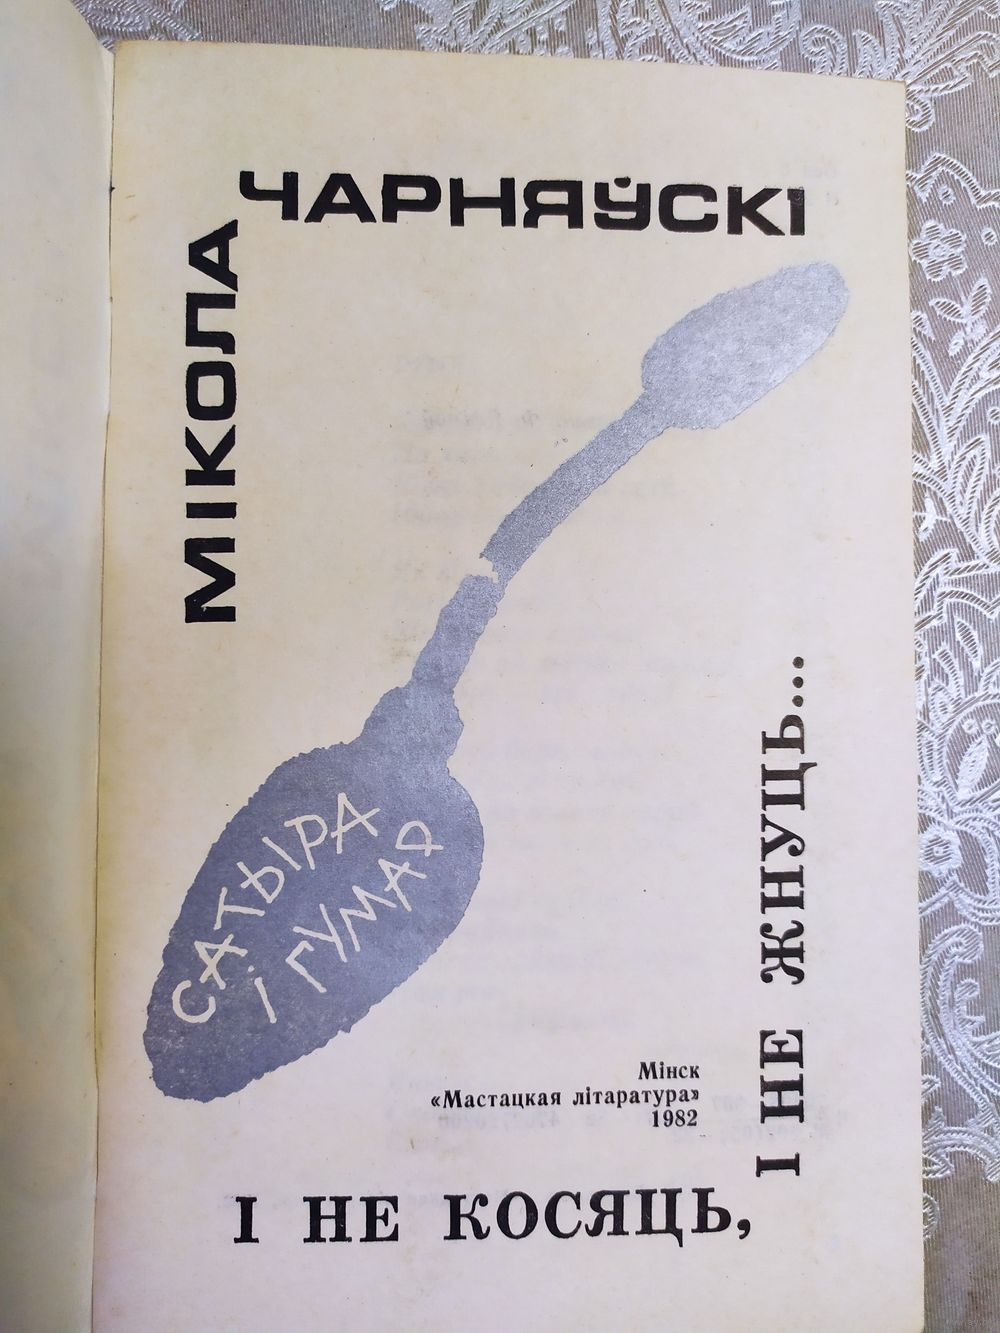 МІКОЛА
ЧАРНЯЎСКІ
САТЫРА
І ГУМАР
Мінск
«Мастацкая літаратура»
1982
І НЕ КОСЯЦЬ,
І НЕ ЖНУЦЬ...